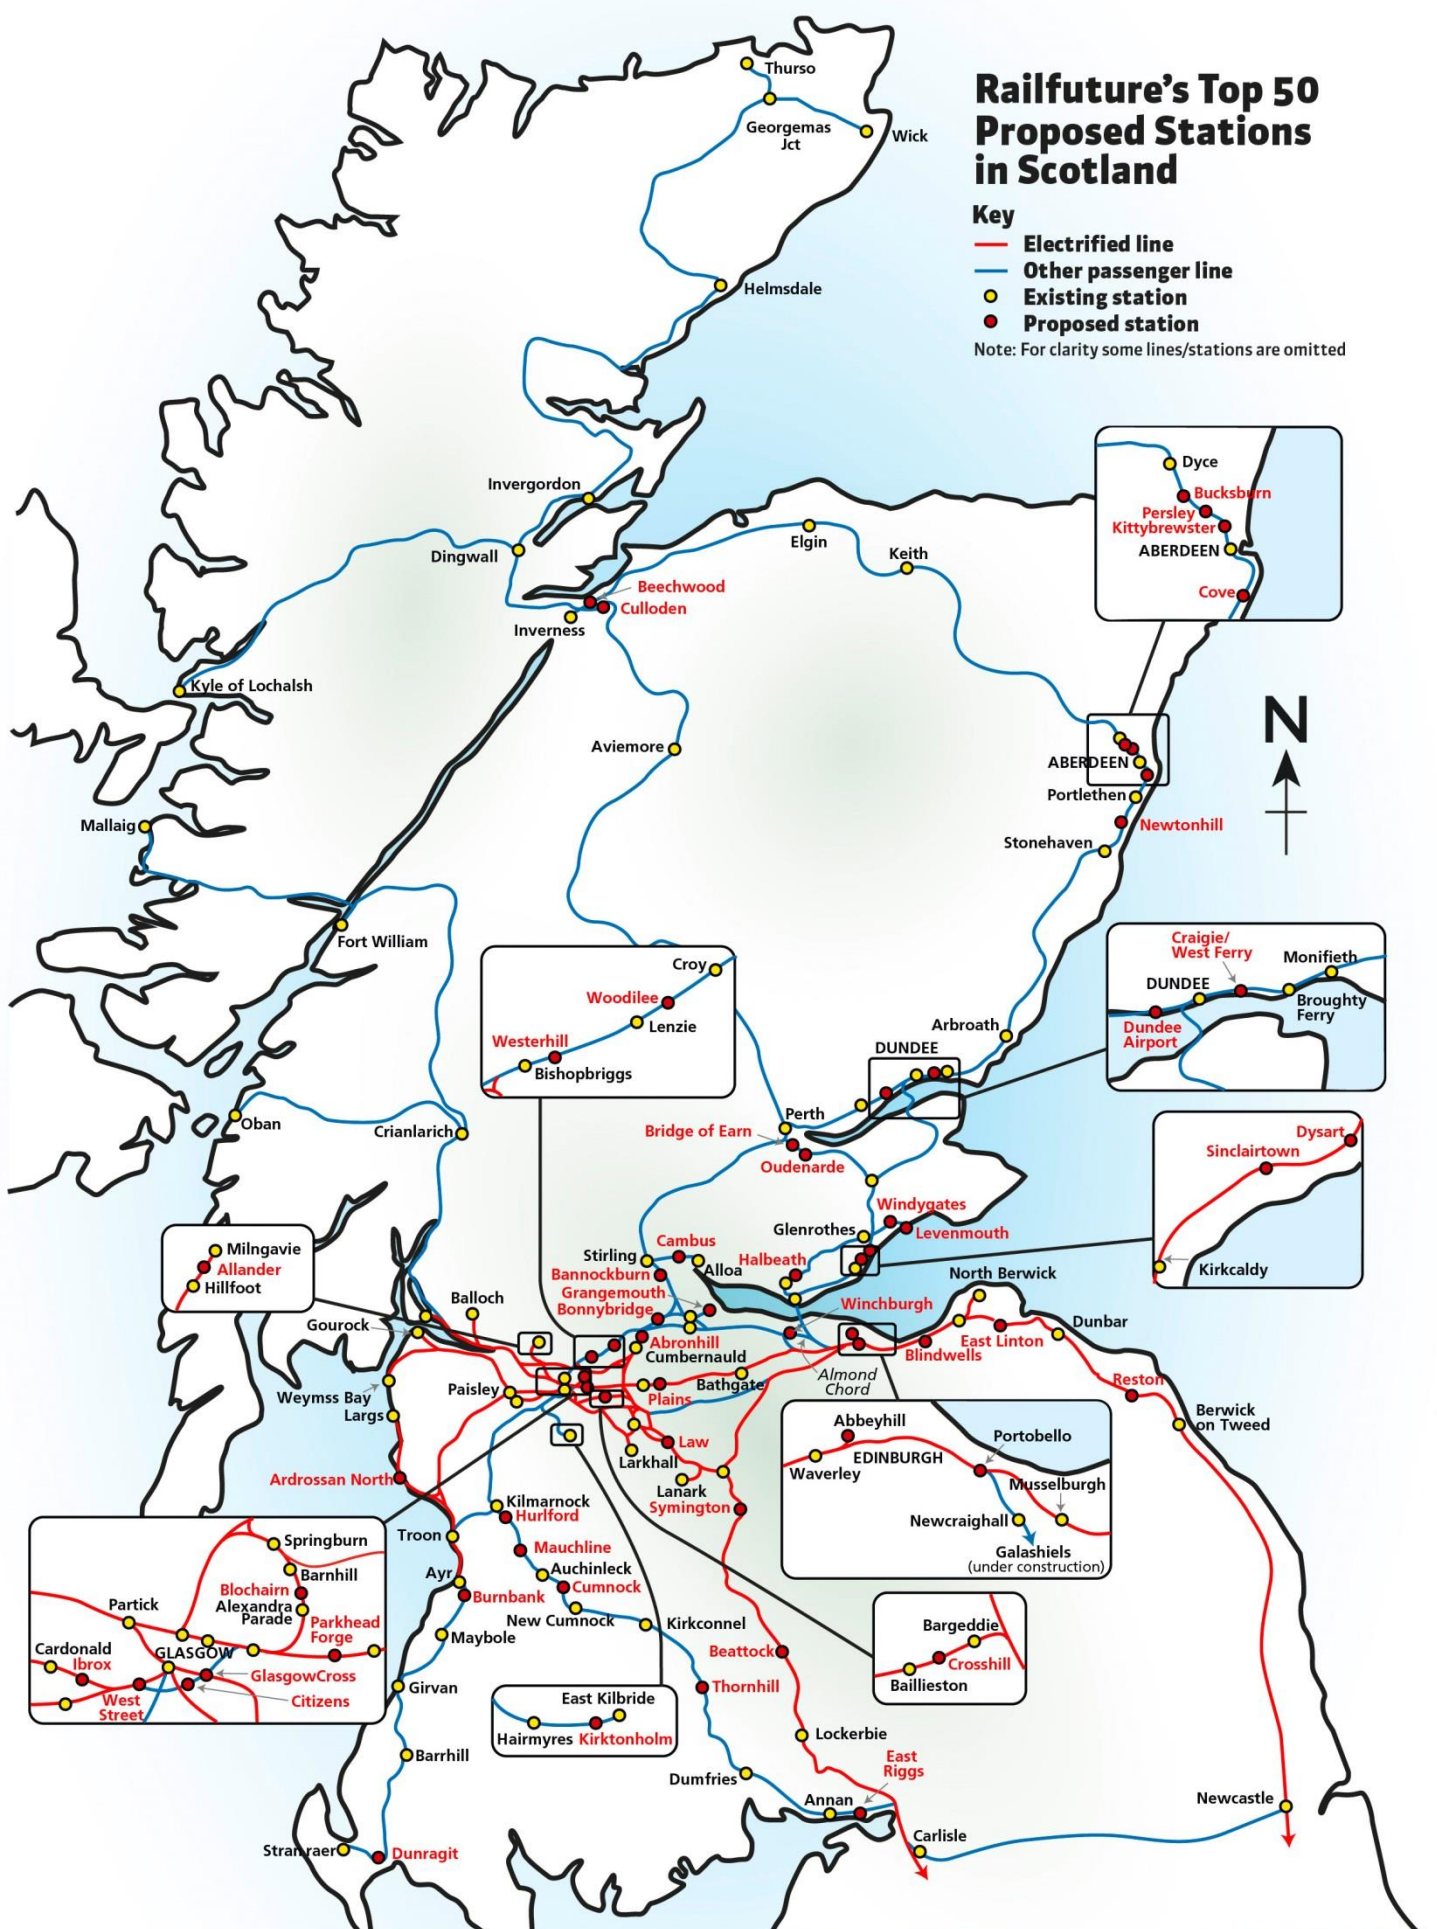 Railfuture's Top 50
Proposed Stations
in Scotland
Key
Electrified line
Other passenger line
Existing station
Proposed station
Note: For clarity some lines/stations are omitted
Thurso
Georgemas
Jct
Wick
Helmsdale
Invergordon
Dingwall
Elgin
Keith
Beechwood
Culloden
Inverness
Kyle of Lochalsh
Aviemore
Mallaig
Fort William
Dyce
Bucksburn
Persley
Kittybrewster
ABERDEEN
Cove
N
ABERDEEN
Portlethen
Newtonhill
Stonehaven
Croy
Woodilee
Lenzie
Westerhill
Bishopbriggs
Craigie/
West Ferry
Monifieth
DUNDEE
Broughty
Ferry
Dundee
Airport
Arbroath
DUNDEE
Oban
Crianlarich
Perth
Bridge of Earn
Oudenarde
Dysart
Sinclairtown
Kirkcaldy
Windygates
Levenmouth
Glenrothes
Halbeath
Cambus
Stirling
Alloa
Bannockburn
Grangemouth
Bonnybridge
Milngavie
Allander
Hillfoot
Balloch
Gourock
Winchburgh
North Berwick
Dunbar
East Linton
Blindwells
Abronhill
Cumbernauld
Bathgate
Almond
Chord
Plains
Weymss Bay
Largs
Paisley
Reston
Berwick
on Tweed
Law
Larkhall
Lanark
Symington
Ardrossan North
Abbeyhill
Portobello
EDINBURGH
Waverley
Musselburgh
Newcraighall
Galashiels
(under construction)
Kilmarnock
Hurlford
Troon
Mauchline
Auchinleck
Cumnock
Ayr
Burnbank
New Cumnock
Kirkconnel
Maybole
Girvan
Springburn
Barnhill
Blochairn
Alexandra
Parade
Parkhead
Forge
Partick
Cardonald
Ibrox
GLASGOW
GlasgowCross
Citizens
West
Street
Bargeddie
Crosshill
Baillieston
Beattock
Thornhill
East Kilbride
Hairmyres
Kirktonholm
Lockerbie
Barrhill
East
Riggs
Dumfries
Annan
Newcastle
Carlisle
Stranraer
Dunragit